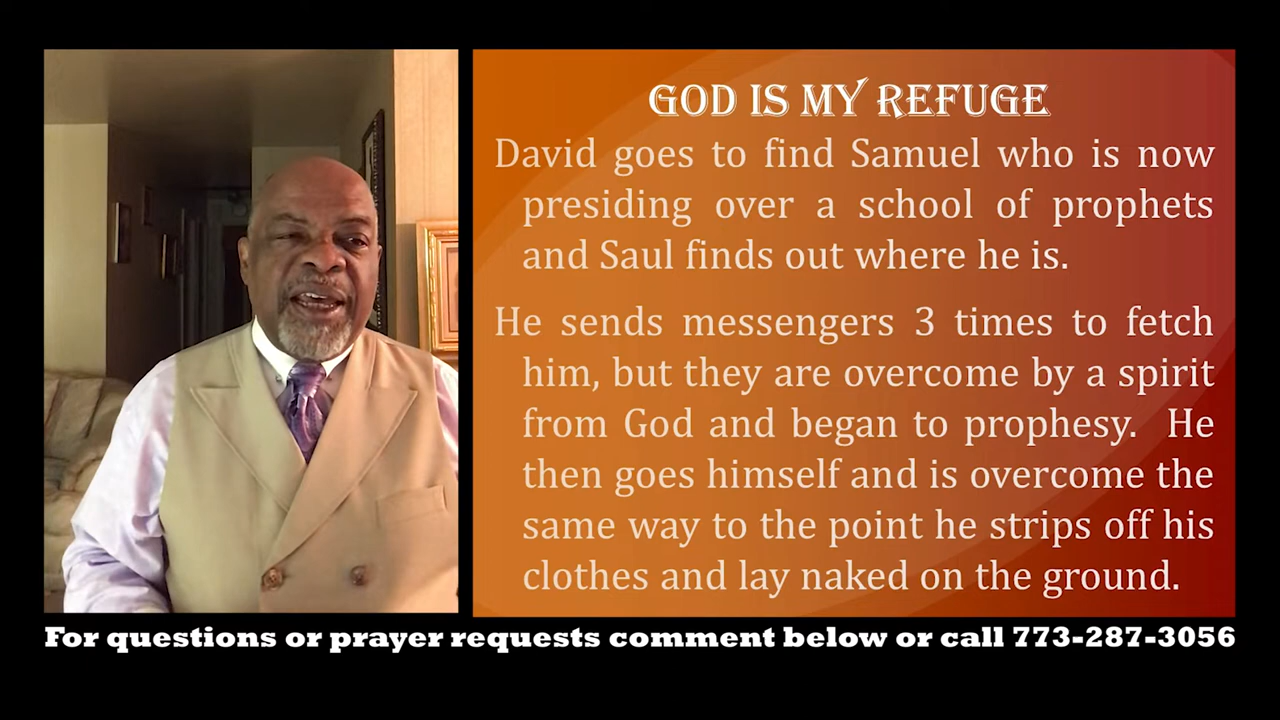 GOD IS MY REFUGE
David goes to find Samuel who is now
presiding over a school of prophets
and Saul finds out where he is.
He sends messengers 3 times to fetch
him, but they are overcome by a spirit
from God and began to prophesy. He
then goes himself and is overcome the
same way to the point he strips off his
clothes and lay naked on the ground.
For questions or prayer requests comment below or call 773-287-3056